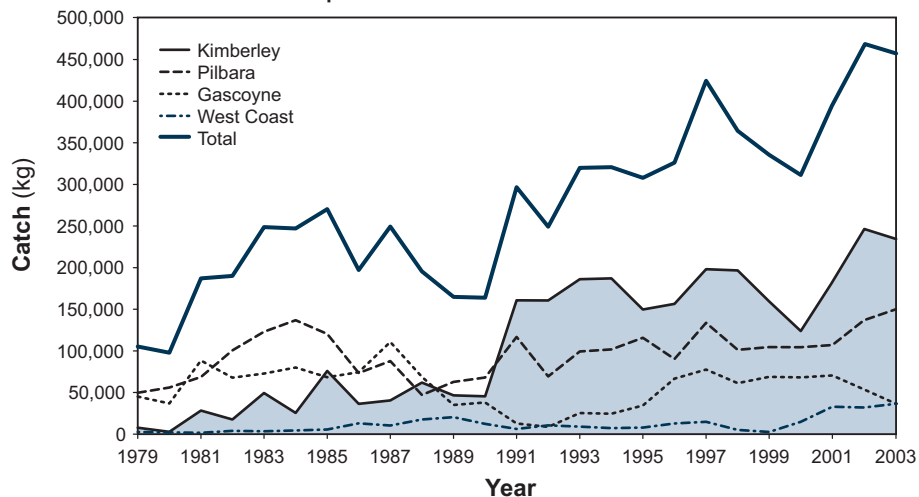 500,000
450,000
400,000
350,000
300,000
250,000
200,000
150,000
100,000
50,000
0
Catch (kg)
Kimberley
Pilbara
Gascoyne
West Coast
Total
1979 1981 1983 1985 1987 1989 1991 1993 1995 1997 1999 2001 2003
Year